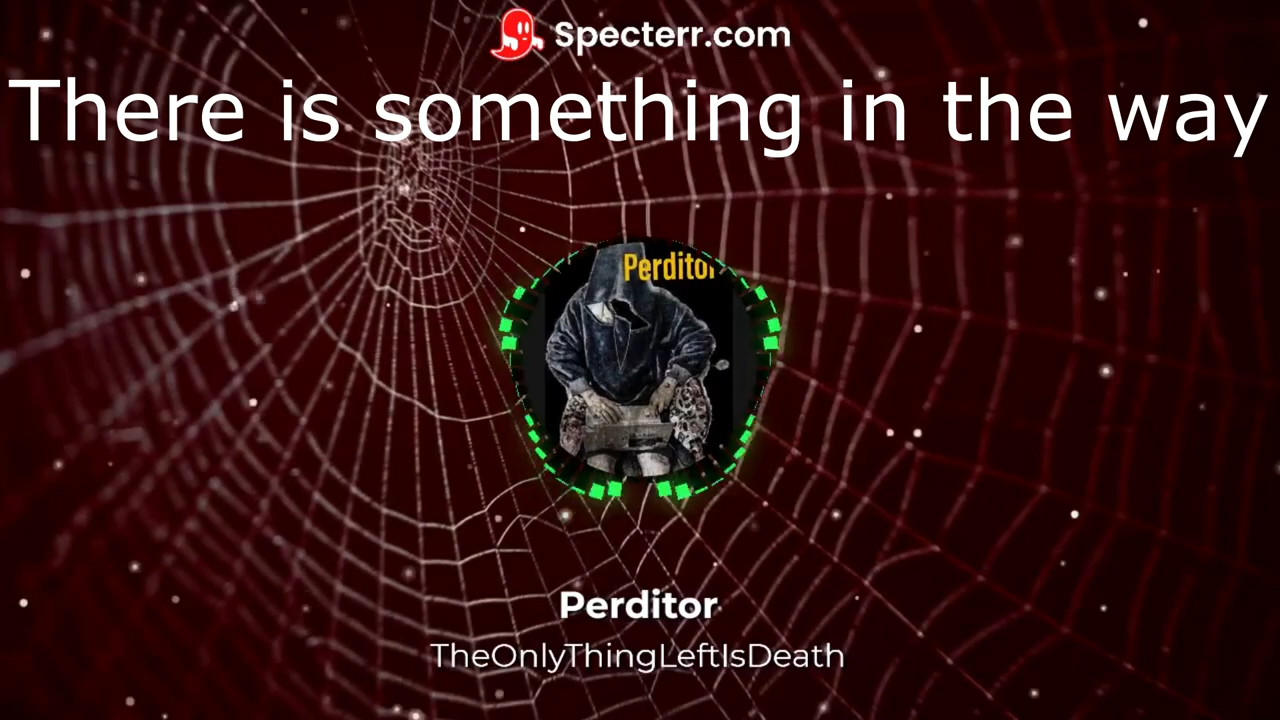 Specterr.com
There is something in the way
Perditor
Perditor
TheOnlyThingLeftIsDeath